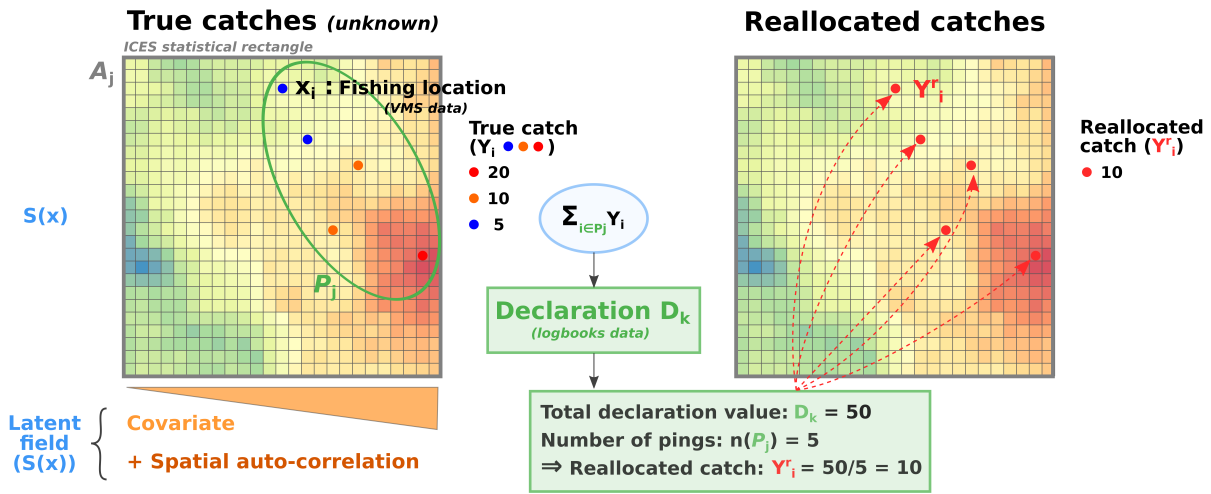 True catches (unknown)
ICES statistical rectangle
Aj
xi : Fishing location
(VMS data)
Pj
S(x)
Latent
field
(S(x))
Covariate
+ Spatial auto-correlation
True catch
(Yi )
20
10
5
Σi∈Pj Yi
Declaration Dk
(logbooks data)
Total declaration value: Dk = 50
Number of pings: n(Pj) = 5
⇒ Reallocated catch: Yri = 50/5 = 10
Reallocated catches
Yri
Reallocated
catch (Yri)
10